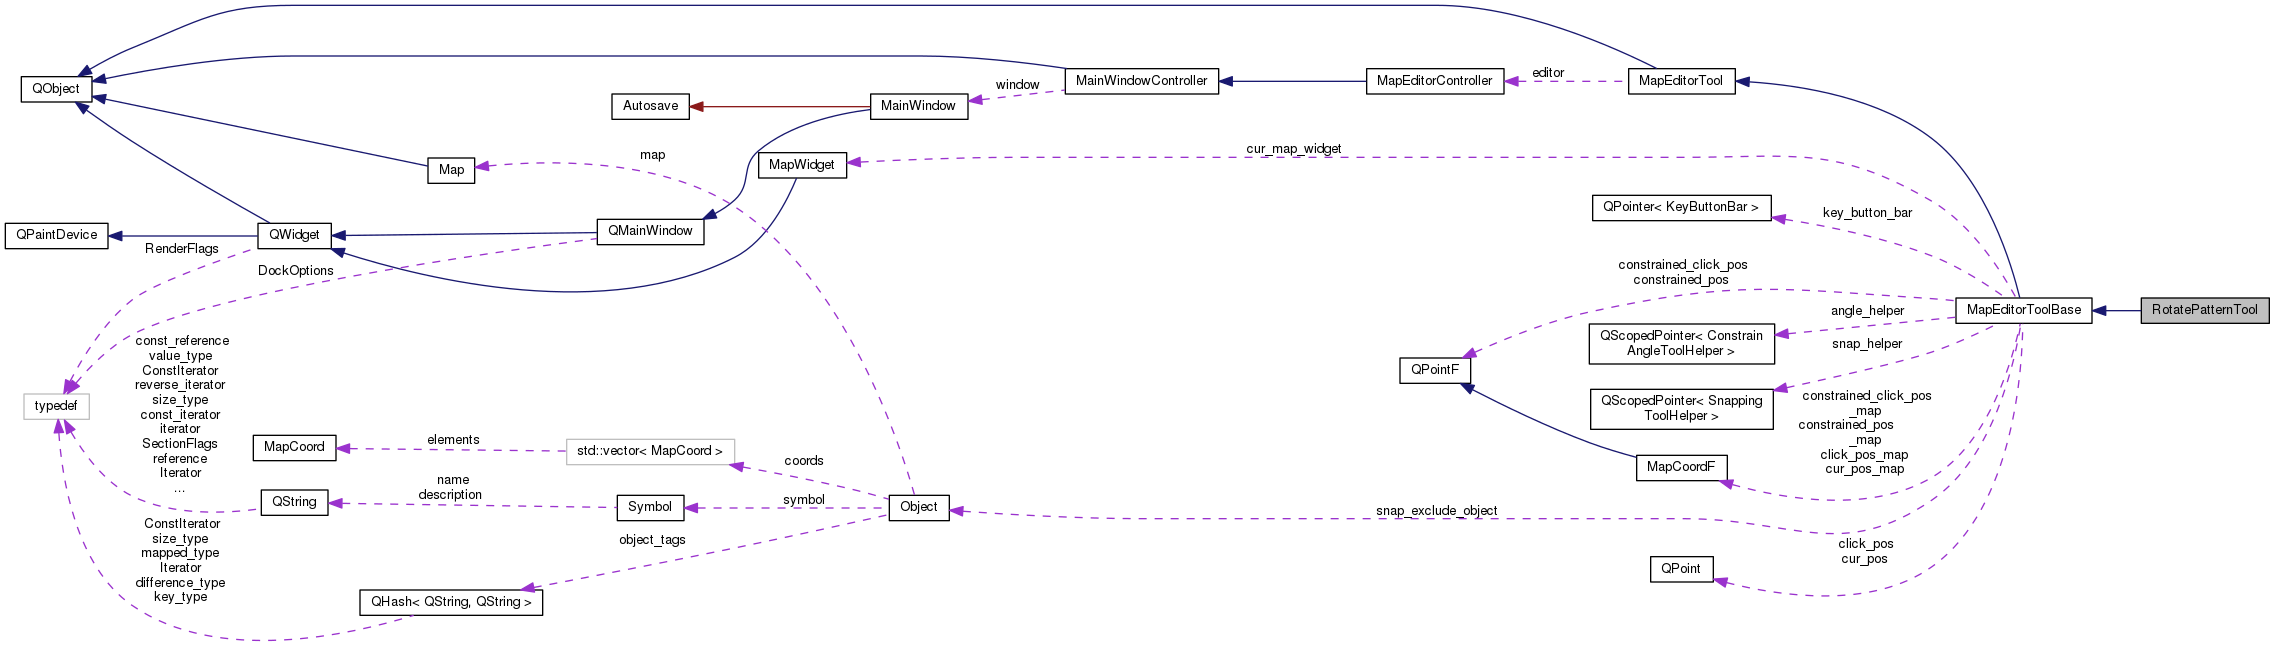 QObject
MainWindowController
MapEditorController
editor
MapEditorTool
window
Autosave
MainWindow
map
cur_map_widget
Map
MapWidget
QPointer< KeyButtonBar >
key_button_bar
QPaintDevice
QWidget
QMainWindow
RenderFlags
DockOptions
constrained_click_pos
constrained_pos
MapEditorToolBase
RotatePatternTool
angle_helper
QScopedPointer< Constrain
AngleToolHelper >
snap_helper
QPointF
QScopedPointer< Snapping
ToolHelper >
const_reference
value_type
ConstIterator
reverse_iterator
size_type
const_iterator
iterator
SectionFlags
reference
Iterator
...
typedef
constrained_click_pos
_map
constrained_pos
_map
click_pos_map
cur_pos_map
MapCoord
elements
std::vector< MapCoord >
coords
MapCoordF
name
description
QString
Symbol
symbol
Object
snap_exclude_object
ConstIterator
size_type
mapped_type
Iterator
difference_type
key_type
object_tags
click_pos
cur_pos
QPoint
QHash< QString, QString >